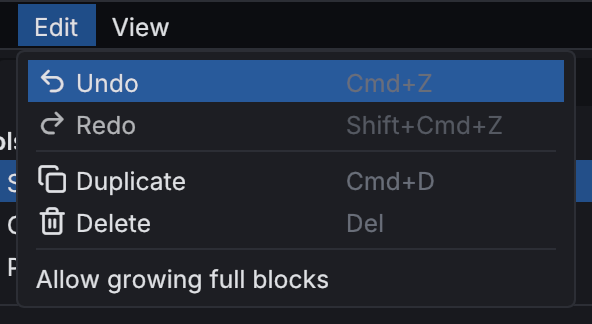 Edit View
Undo Cmd+Z
Redo Shift+Cmd+Z
Duplicate Cmd+D
Delete Del
Allow growing full blocks